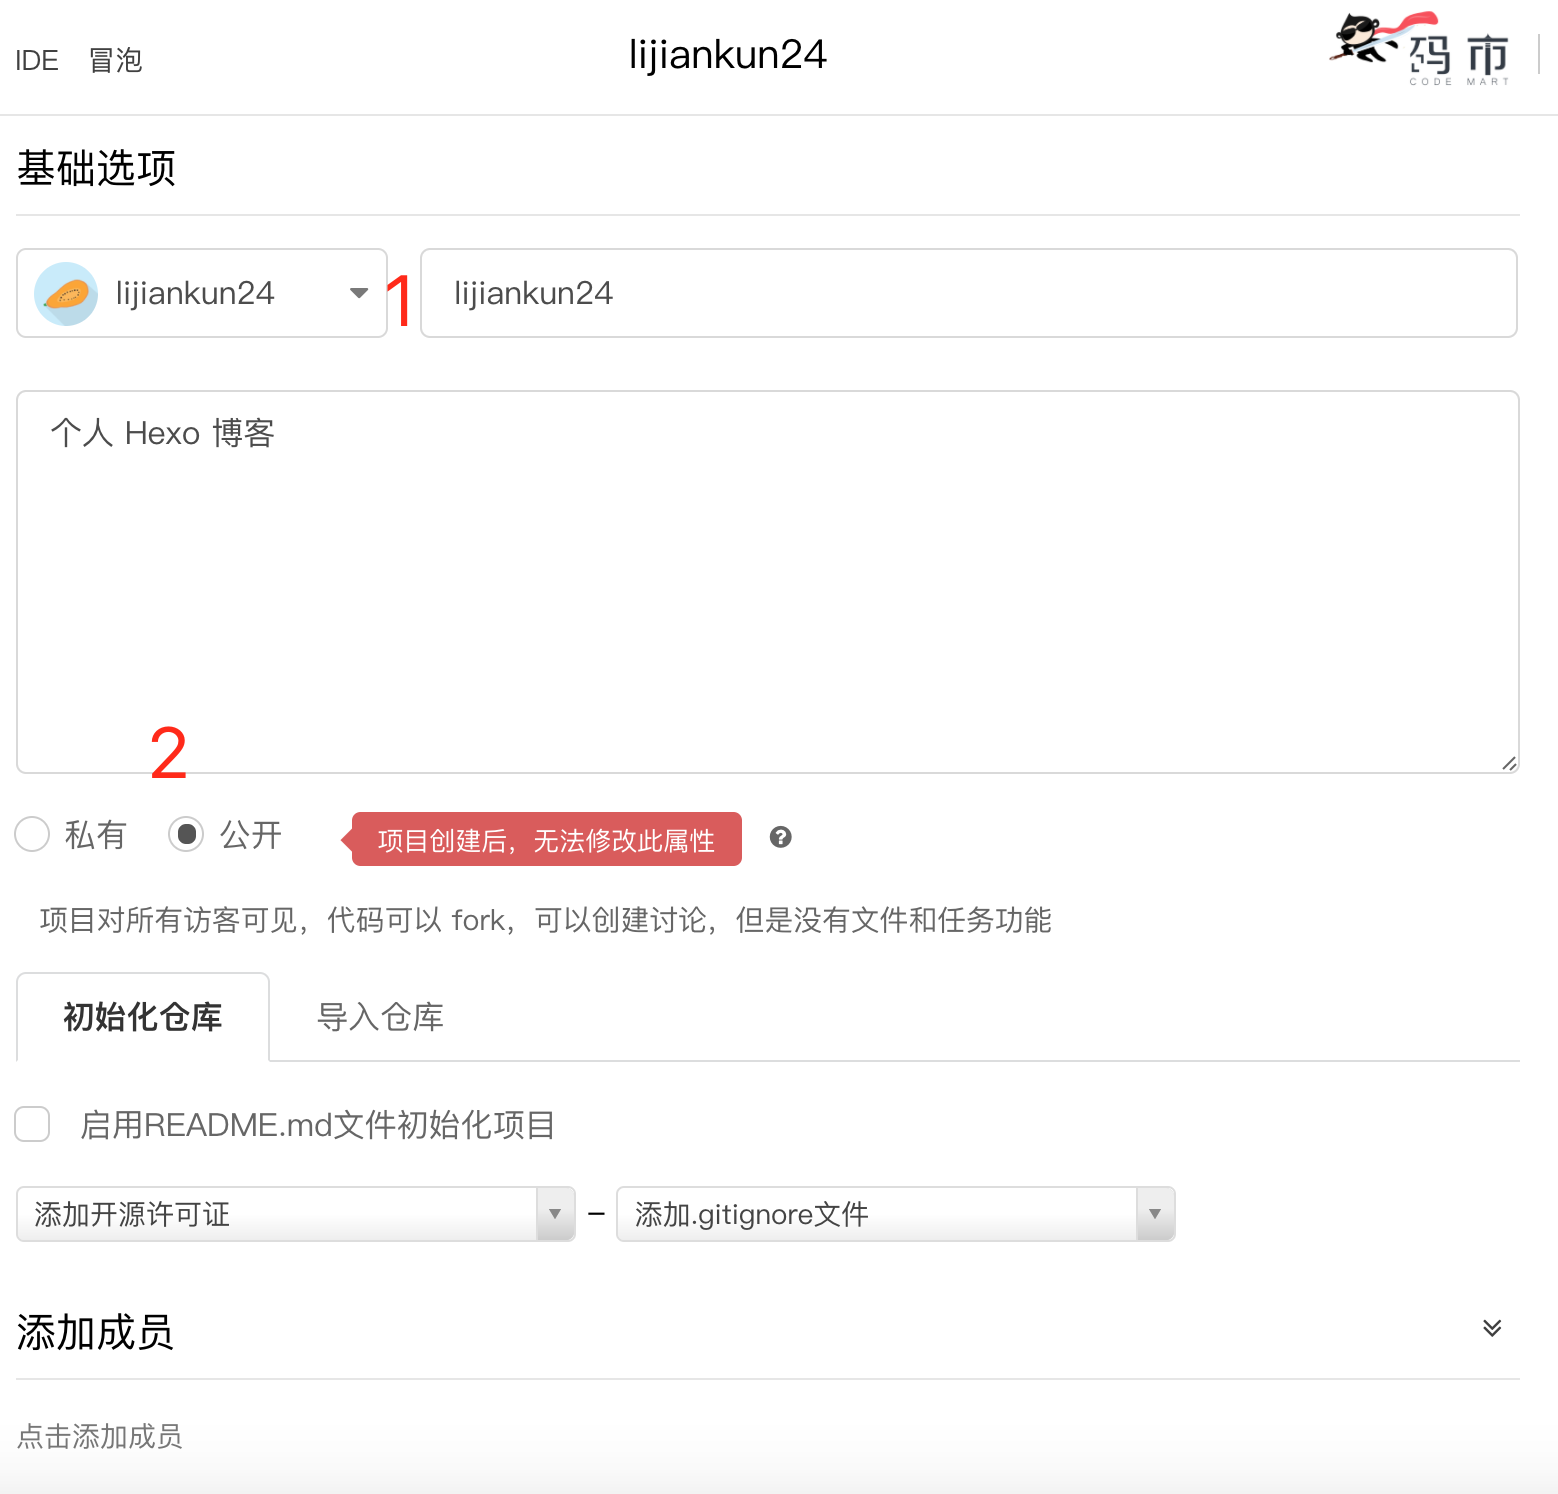 IDE 冒泡 lijiankun24 码市
CODE MART
基础选项
lijiankun24 1 lijiankun24
个人 Hexo 博客
2
私有 公开 项目创建后，无法修改此属性 ?
项目对所有访客可见，代码可以 fork，可以创建讨论，但是没有文件和任务功能
初始化仓库 导入仓库
启用README.md文件初始化项目
添加开源许可证 – 添加.gitignore文件
添加成员
点击添加成员